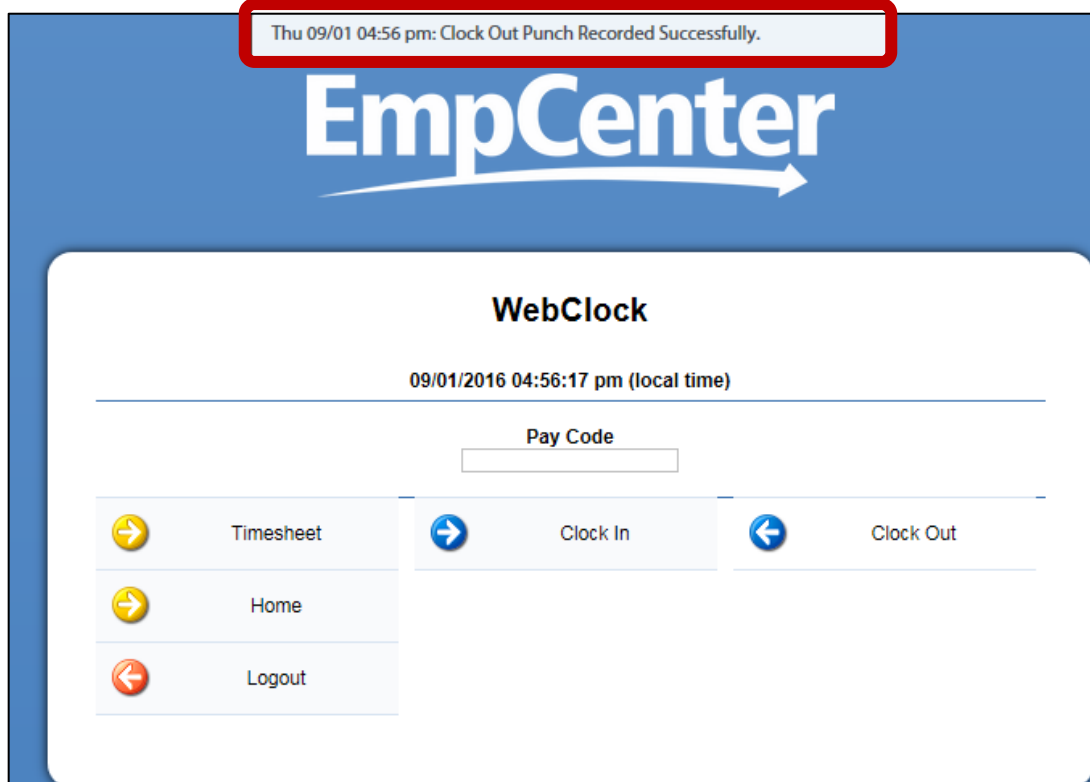 Thu 09/01 04:56 pm: Clock Out Punch Recorded Successfully.
EmpCenter
WebClock
09/01/2016 04:56:17 pm (local time)
Pay Code
Timesheet
Clock In
Clock Out
Home
Logout